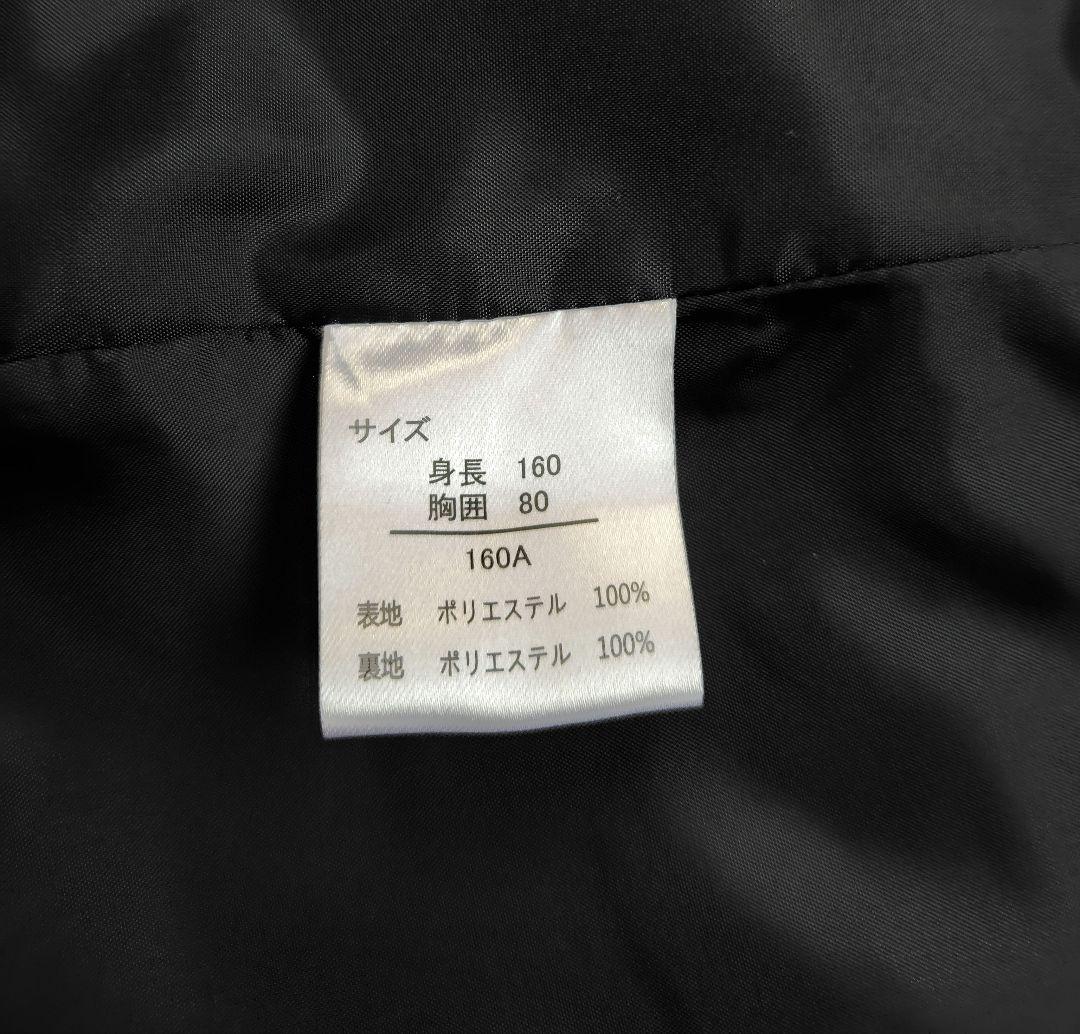 サイズ
身長 160
胸囲 80
160A
表地 ポリエステル 100%
裏地 ポリエステル 100%